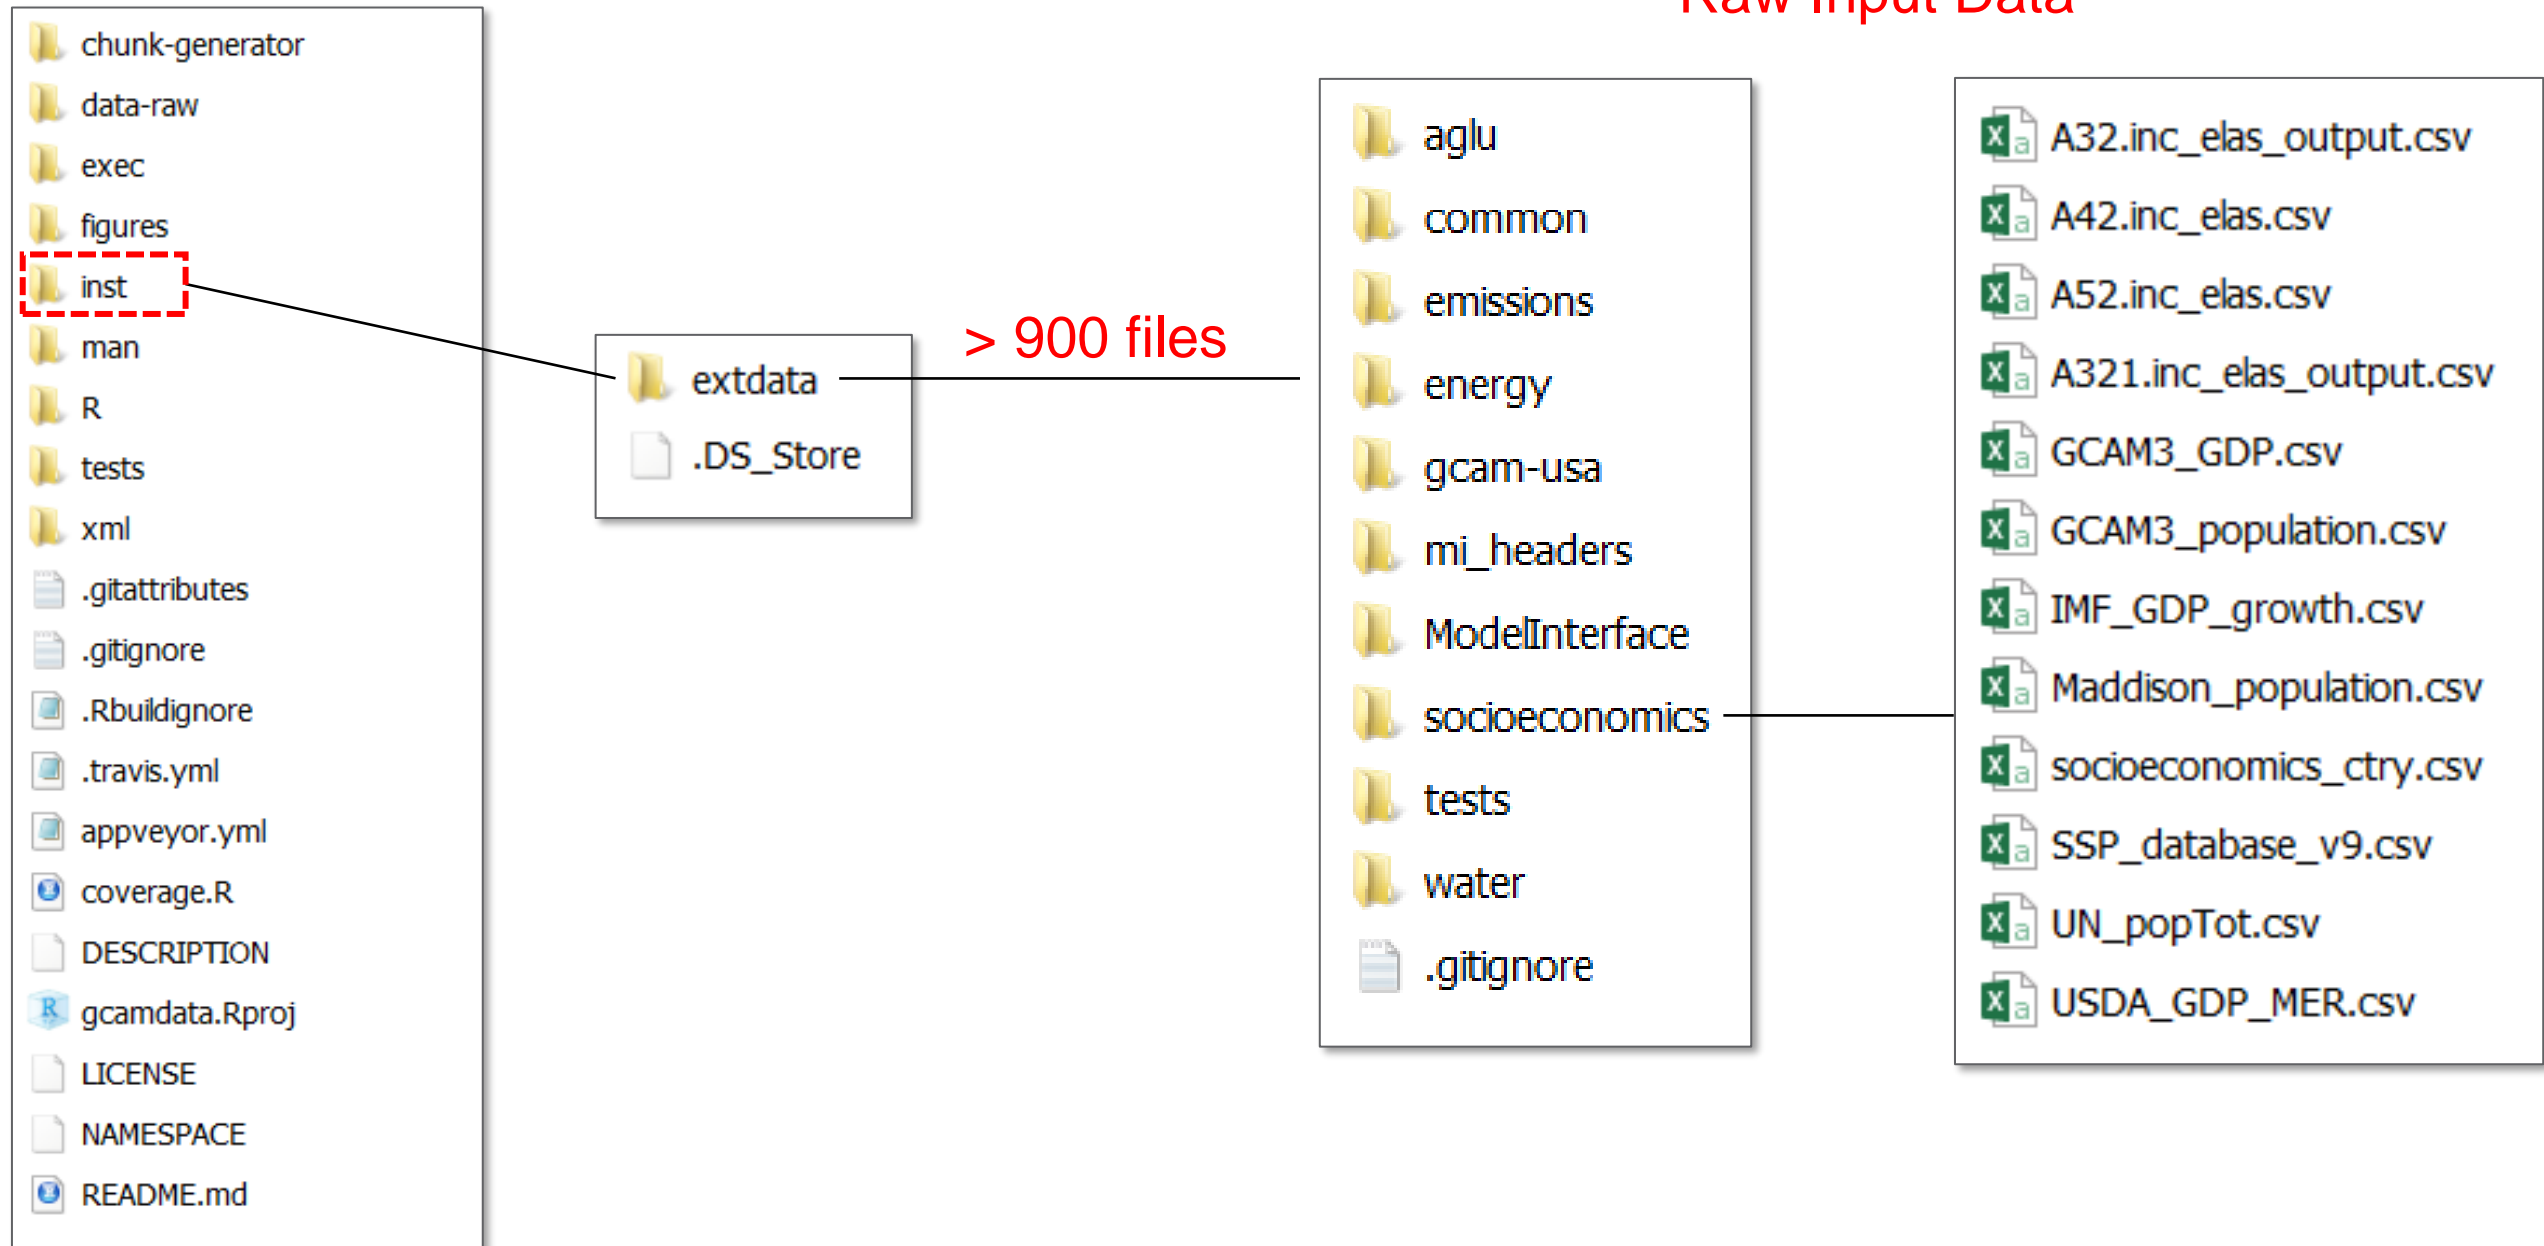 Raw Input Data
chunk-generator
data-raw
exec
figures
inst
man
R
tests
xml
.gitattributes
.gitignore
.Rbuildignore
.travis.yml
appveyor.yml
coverage.R
DESCRIPTION
gcamdata.Rproj
LICENSE
NAMESPACE
README.md
extdata
.DS_Store
> 900 files
aglu
common
emissions
energy
gcam-usa
mi_headers
ModelInterface
socioeconomics
tests
water
.gitignore
A32.inc_elas_output.csv
A42.inc_elas.csv
A52.inc_elas.csv
A321.inc_elas_output.csv
GCAM3_GDP.csv
GCAM3_population.csv
IMF_GDP_growth.csv
Maddison_population.csv
socioeconomics_ctry.csv
SSP_database_v9.csv
UN_popTot.csv
USDA_GDP_MER.csv